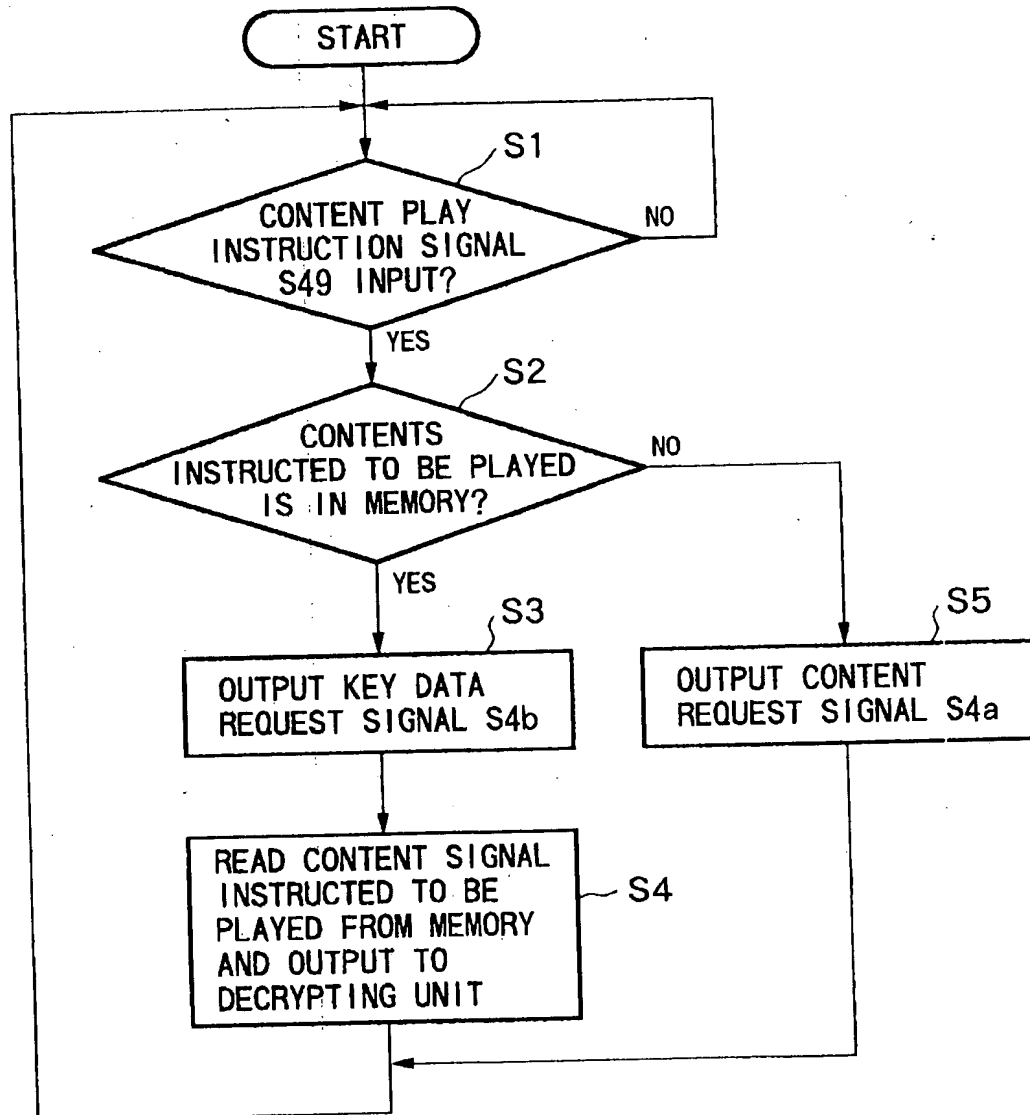 START
S1
CONTENT PLAY
INSTRUCTION SIGNAL
S49 INPUT?
NO
YES
S2
CONTENTS
INSTRUCTED TO BE PLAYED
IS IN MEMORY?
NO
YES
S3
OUTPUT KEY DATA
REQUEST SIGNAL S4b
S5
OUTPUT CONTENT
REQUEST SIGNAL S4a
READ CONTENT SIGNAL
INSTRUCTED TO BE
PLAYED FROM MEMORY
AND OUTPUT TO
DECRYPTING UNIT
S4